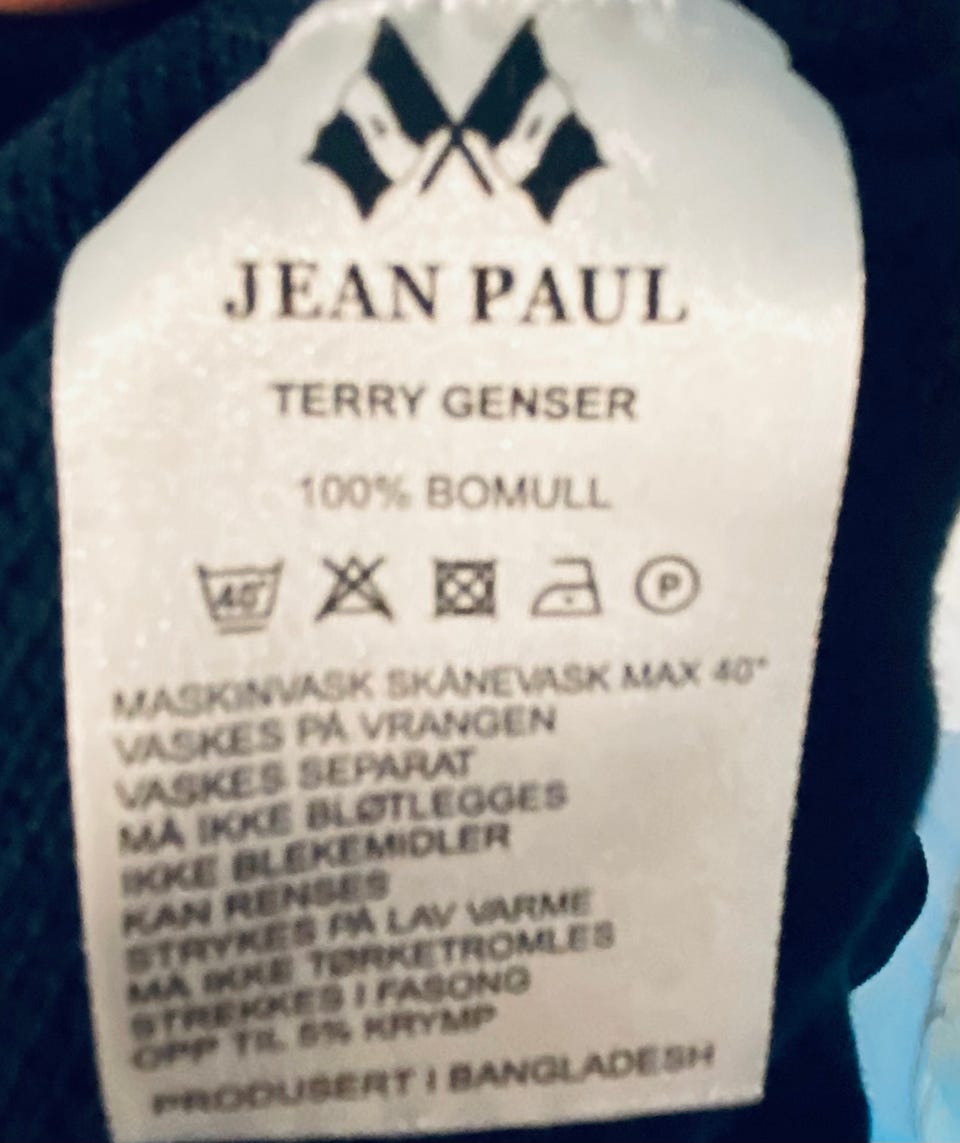 JEAN PAUL
TERRY GENSER
100% BOMULL
40°
P
MASKINVASK SKÅNEVASK MAX 40°
VASKES PÅ VRANGEN
VASKES SEPARAT
MÅ IKKE BLØTLEGGES
IKKE BLEKEMIDLER
KAN RENSES
STRYKES PÅ LAV VARME
MÅ IKKE TØRKETROMLES
STREKKES I FASONG
OPP TIL 5% KRYMP
PRODUSERT I BANGLADESH